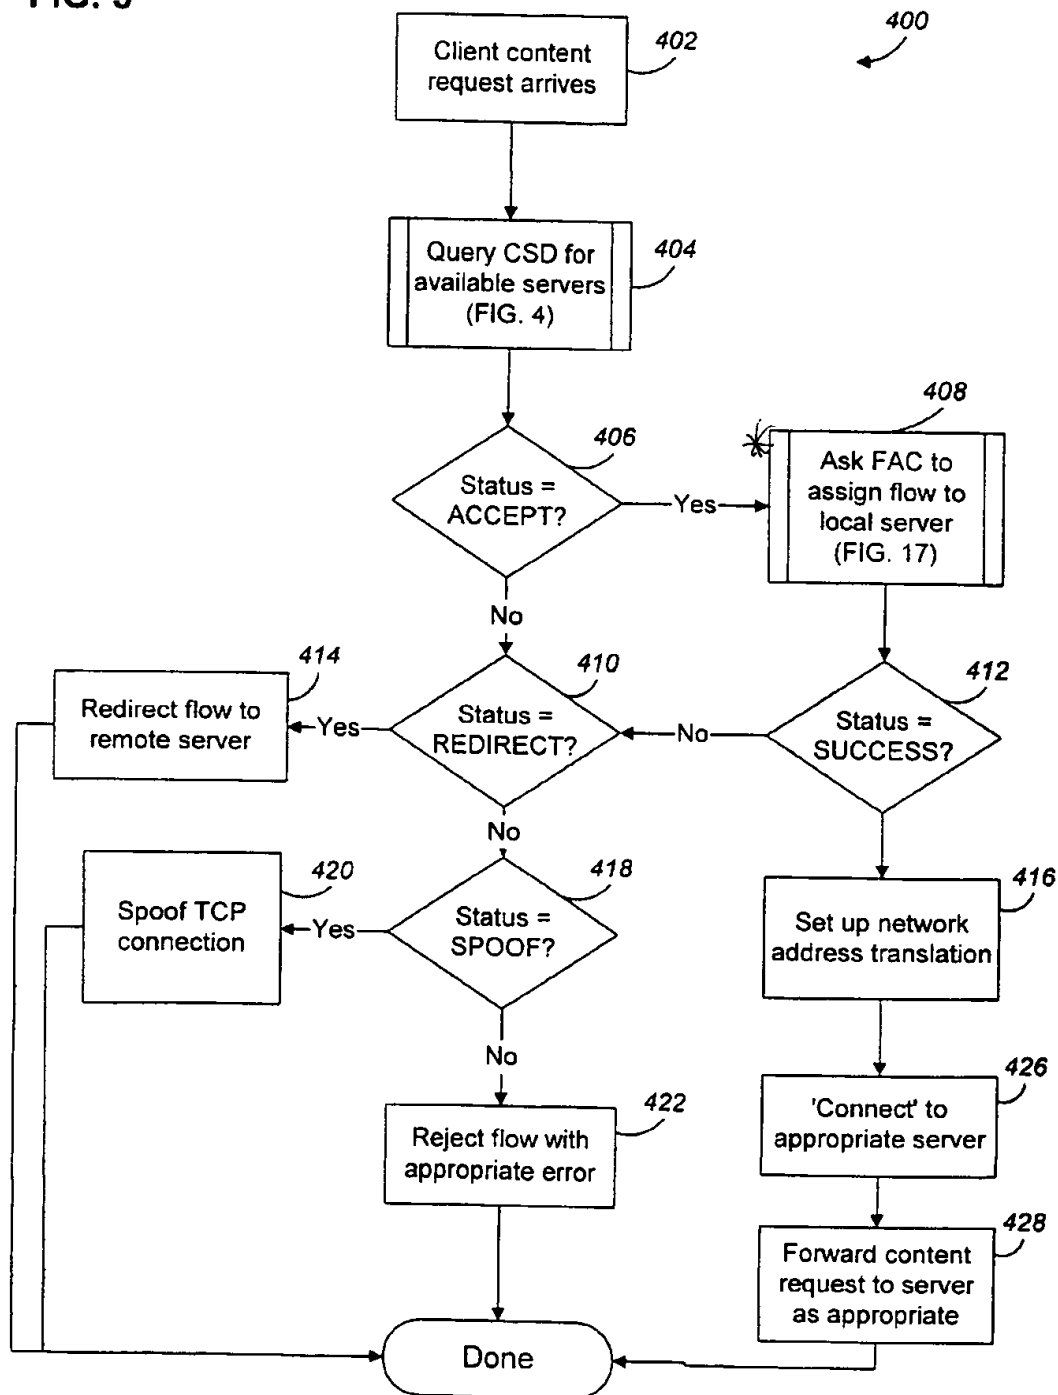 400
Client content
request arrives
402
Query CSD for
available servers
(FIG. 4)
404
Status =
ACCEPT?
406
Yes
Ask FAC to
assign flow to
local server
(FIG. 17)
408
No
Status =
REDIRECT?
410
Yes
Redirect flow to
remote server
414
Status =
SUCCESS?
412
No
No
Status =
SPOOF?
418
Yes
Spoof TCP
connection
420
Set up network
address translation
416
No
Reject flow with
appropriate error
422
'Connect' to
appropriate server
426
Forward content
request to server
as appropriate
428
Done